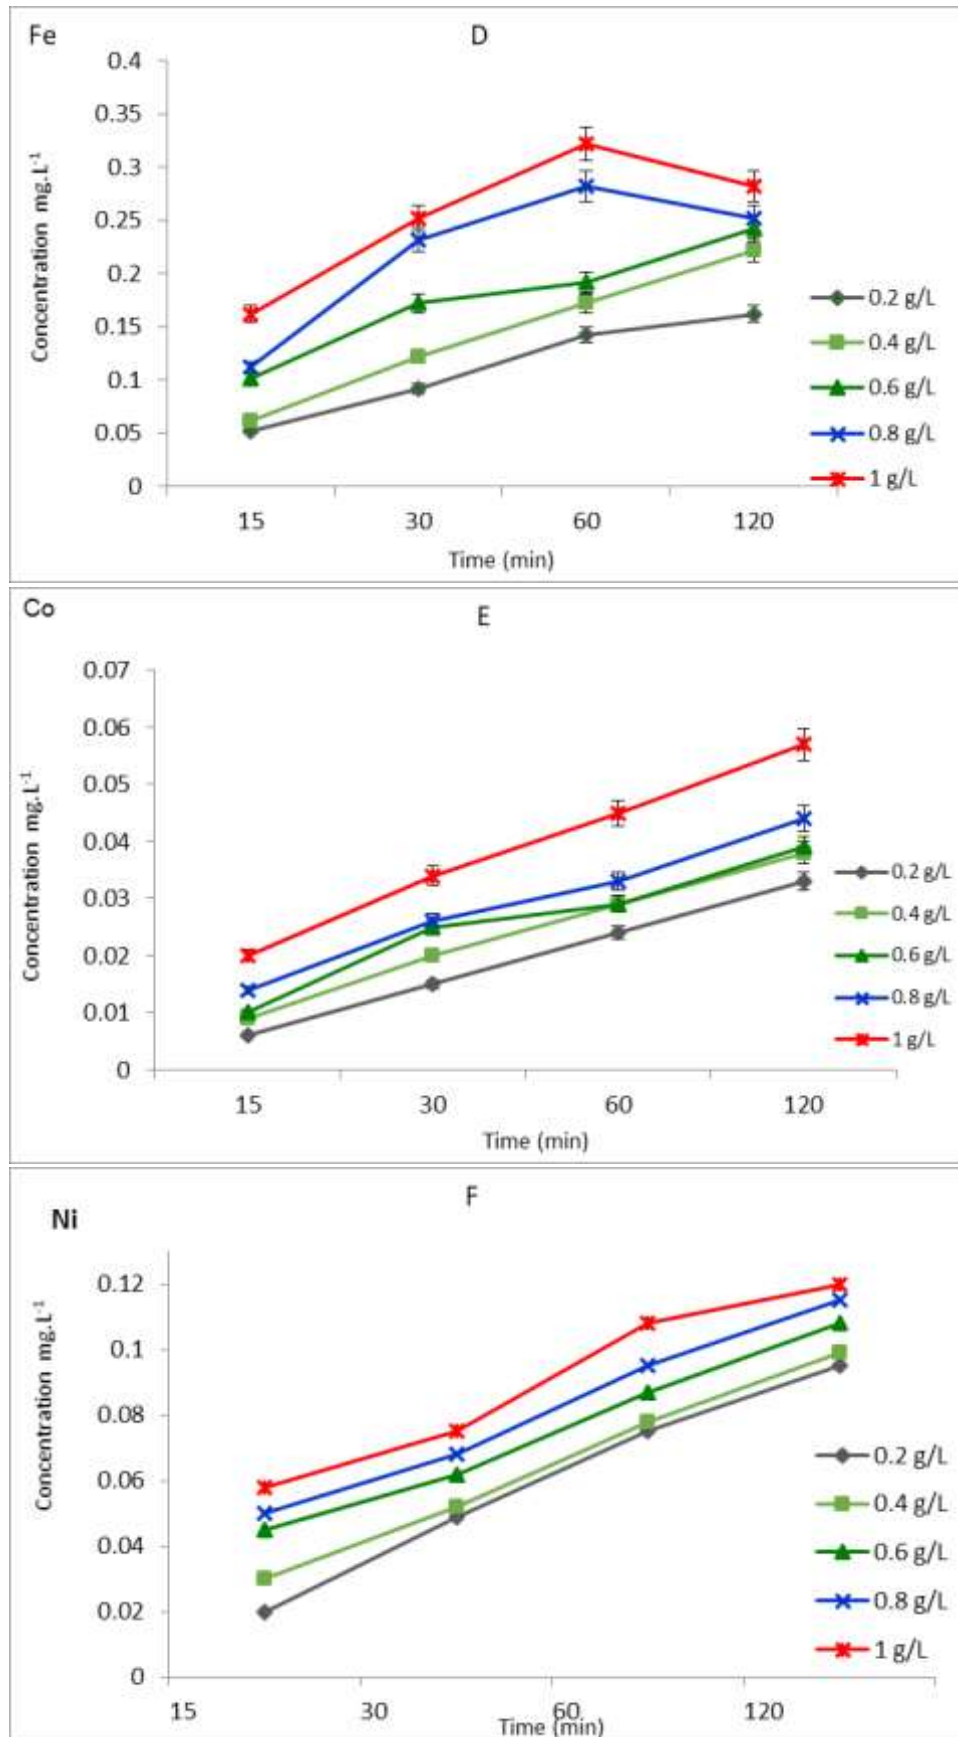 Fe
D
0.4
0.35
0.3
0.25
0.2
0.15
0.1
0.05
0
Concentration mg.L-1
15 30 60 120
Time (min)
0.2 g/L
0.4 g/L
0.6 g/L
0.8 g/L
1 g/L
Co
E
0.07
0.06
0.05
0.04
0.03
0.02
0.01
0
Concentration mg.L-1
15 30 60 120
Time (min)
0.2 g/L
0.4 g/L
0.6 g/L
0.8 g/L
1 g/L
F
Ni
0.12
0.1
0.08
0.06
0.04
0.02
0
Concentration mg.L-1
15 30 60 120
Time (min)
0.2 g/L
0.4 g/L
0.6 g/L
0.8 g/L
1 g/L